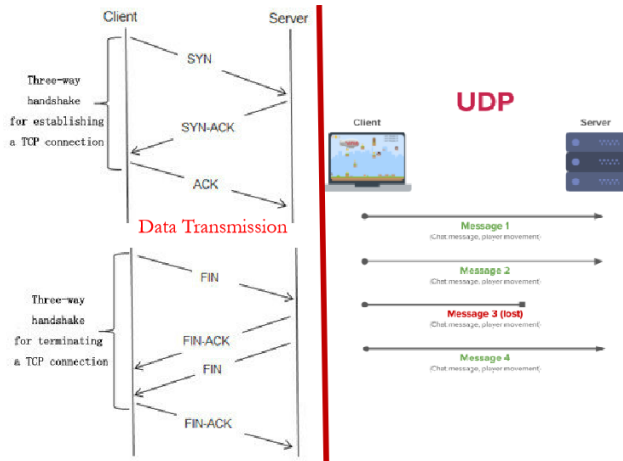 Client
Server
SYN
Three-way
handshake
for establishing
a TCP connection
SYN-ACK
ACK
Data Transmission
FIN
Three-way
handshake
for terminating
a TCP connection
FIN-ACK
FIN
FIN-ACK
UDP
Client
Server
Message 1
(Chat message, player movement)
Message 2
(Chat message, player movement)
Message 3 (lost)
(Chat message, player movement)
Message 4
(Chat message, player movement)